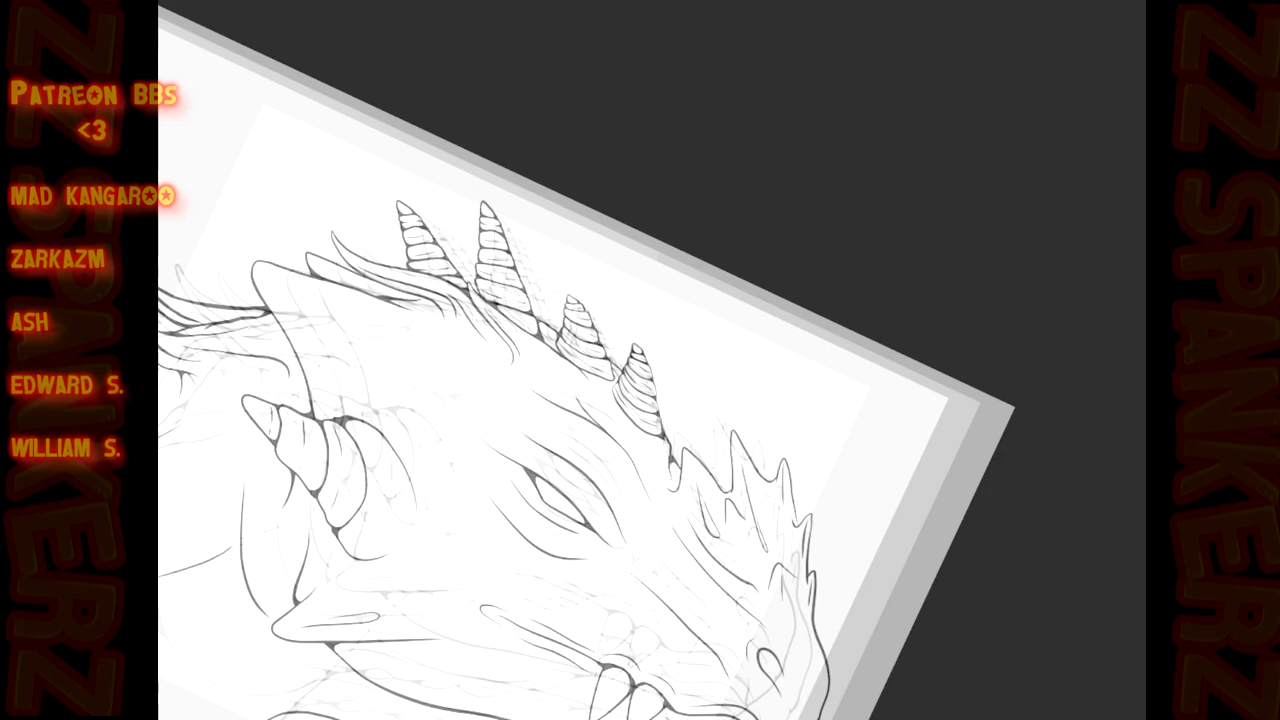 PATREON BBS
<3
MAD KANGAROO
ZARKAZM
ASH
EDWARD S.
WILLIAM S.
ZZ SPANKERZ
ZZ SPANKERZ